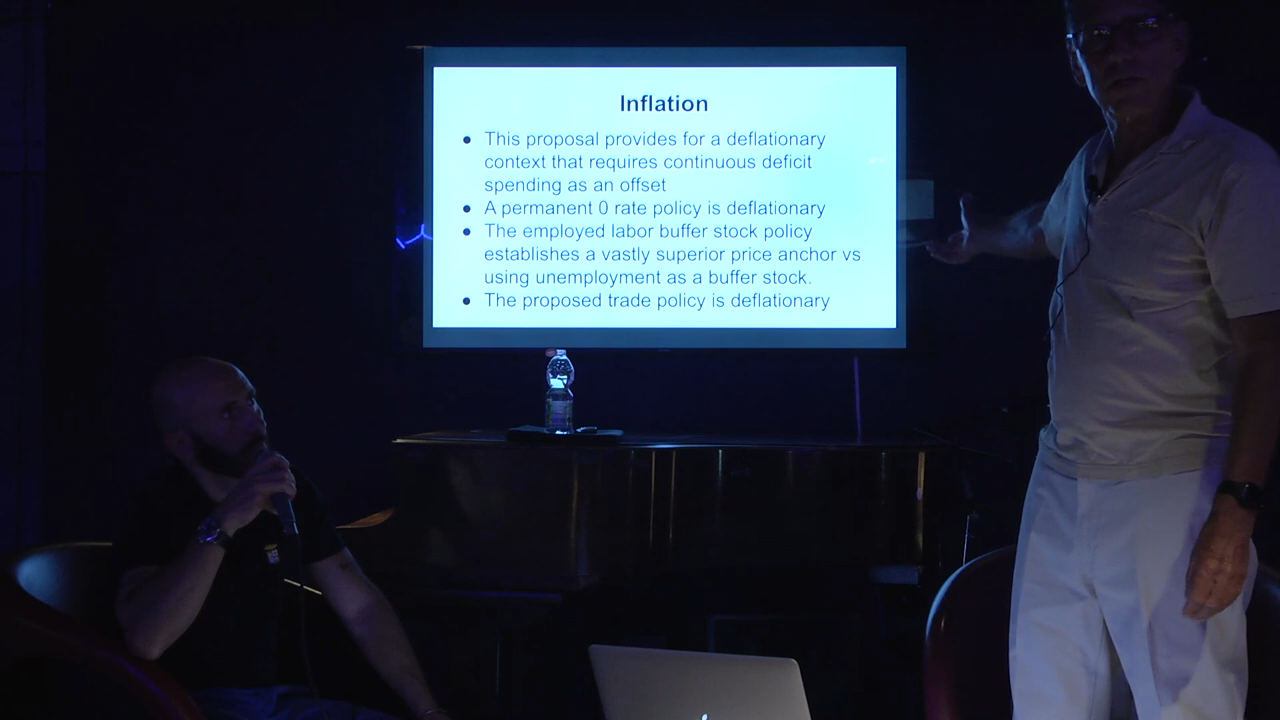 Inflation
● This proposal provides for a deflationary
context that requires continuous deficit
spending as an offset
● A permanent 0 rate policy is deflationary
● The employed labor buffer stock policy
establishes a vastly superior price anchor vs
using unemployment as a buffer stock.
● The proposed trade policy is deflationary